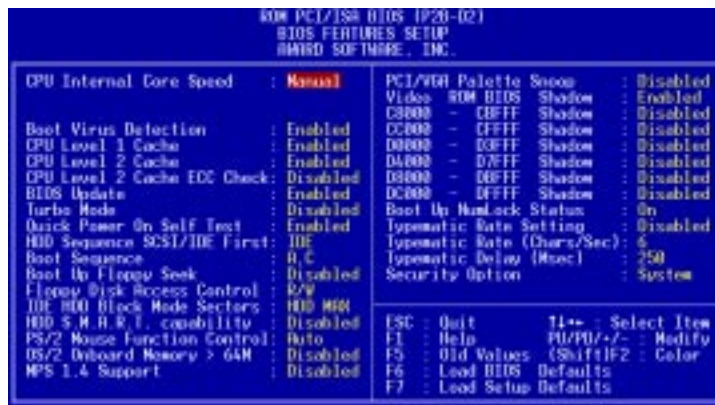 ROM PCI/ISA BIOS (P2B-D2)
BIOS FEATURES SETUP
AWARD SOFTWARE, INC.
CPU Internal Core Speed : Manual
Boot Virus Detection : Enabled
CPU Level 1 Cache : Enabled
CPU Level 2 Cache : Enabled
CPU Level 2 Cache ECC Check: Disabled
BIOS Update : Enabled
Turbo Mode : Disabled
Quick Power On Self Test : Enabled
HDD Sequence SCSI/IDE First: IDE
Boot Sequence : A,C
Boot Up Floppy Seek : Disabled
Floppy Disk Access Control : R/W
IDE HDD Block Mode Sectors : HDD MAX
HDD S.M.A.R.T. capability : Disabled
PS/2 Mouse Function Control: Auto
OS/2 Onboard Memory > 64M : Disabled
MPS 1.4 Support : Disabled
PCI/VGA Palette Snoop : Disabled
Video ROM BIOS Shadow : Enabled
C8000 - CBFFF Shadow : Disabled
CC000 - CFFFF Shadow : Disabled
D0000 - D3FFF Shadow : Disabled
D4000 - D7FFF Shadow : Disabled
D8000 - DBFFF Shadow : Disabled
DC000 - DFFFF Shadow : Disabled
Boot Up NumLock Status : On
Typematic Rate Setting : Disabled
Typematic Rate (Chars/Sec): 6
Typematic Delay (Msec) : 250
Security Option : System
ESC : Quit ↑↓→← : Select Item
F1 : Help PU/PD/+/- : Modify
F5 : Old Values (Shift)F2 : Color
F6 : Load BIOS Defaults
F7 : Load Setup Defaults